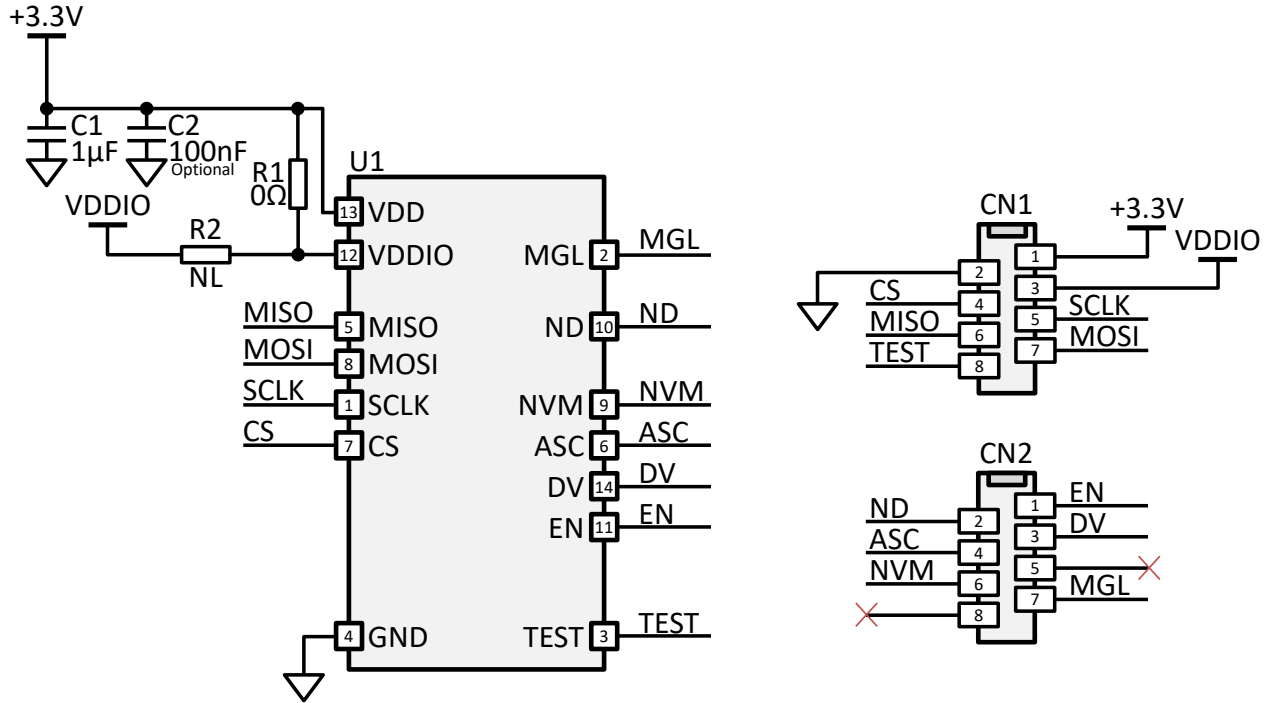 +3.3V
C1
1µF
C2
100nF
Optional
R1
0Ω
VDDIO
R2
NL
U1
13 VDD
12 VDDIO
MISO 5 MISO
MOSI 8 MOSI
SCLK 1 SCLK
CS 7 CS
4 GND
MGL 2 MGL
ND 10 ND
NVM 9 NVM
ASC 6 ASC
DV 14 DV
EN 11 EN
TEST 3 TEST
CN1
+3.3V
VDDIO
1
2
3
CS 4
5 SCLK
MISO 6
7 MOSI
TEST 8
CN2
1 EN
ND 2
3 DV
ASC 4
5
NVM 6
7 MGL
8